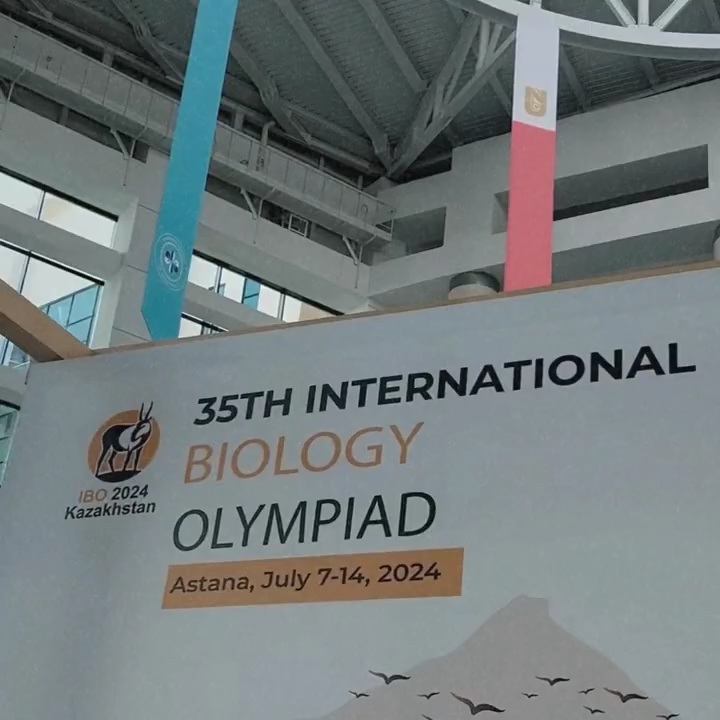 35TH INTERNATIONAL
BIOLOGY
OLYMPIAD
IBO 2024
Kazakhstan
Astana, July 7-14, 2024